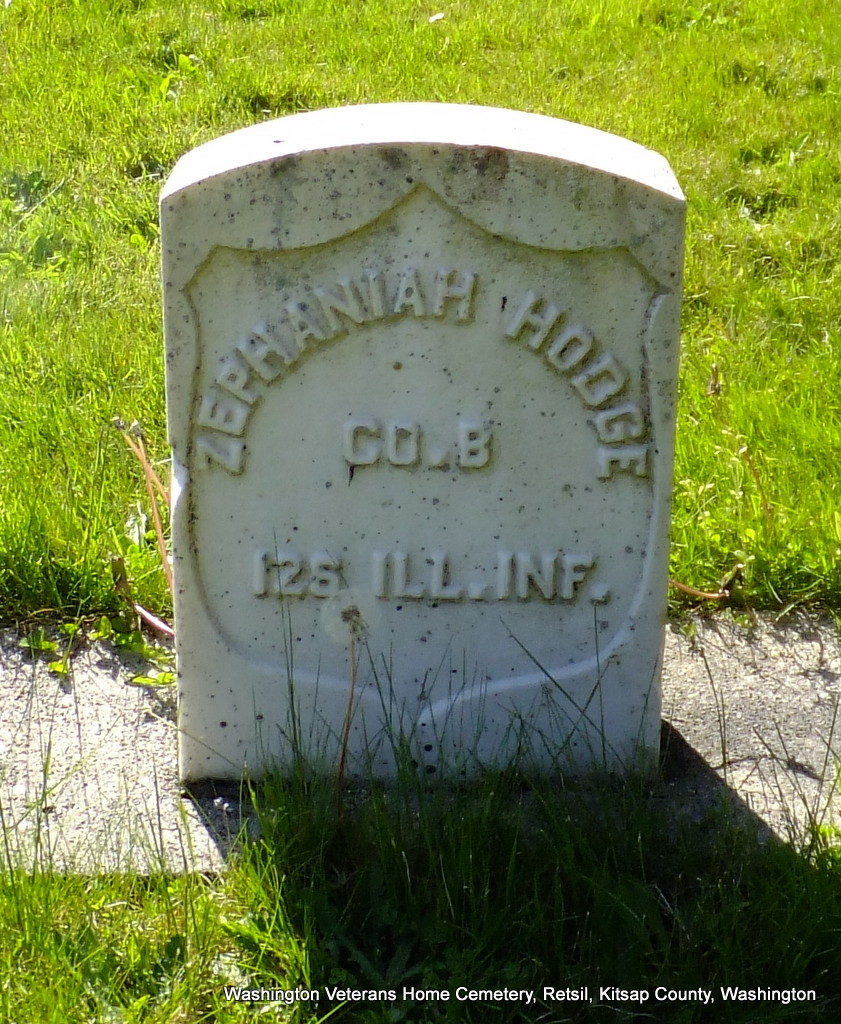 ZEPHANIAH HODGE
CO. B
125 ILL. INF.
Washington Veterans Home Cemetery, Retsil, Kitsap County, Washington